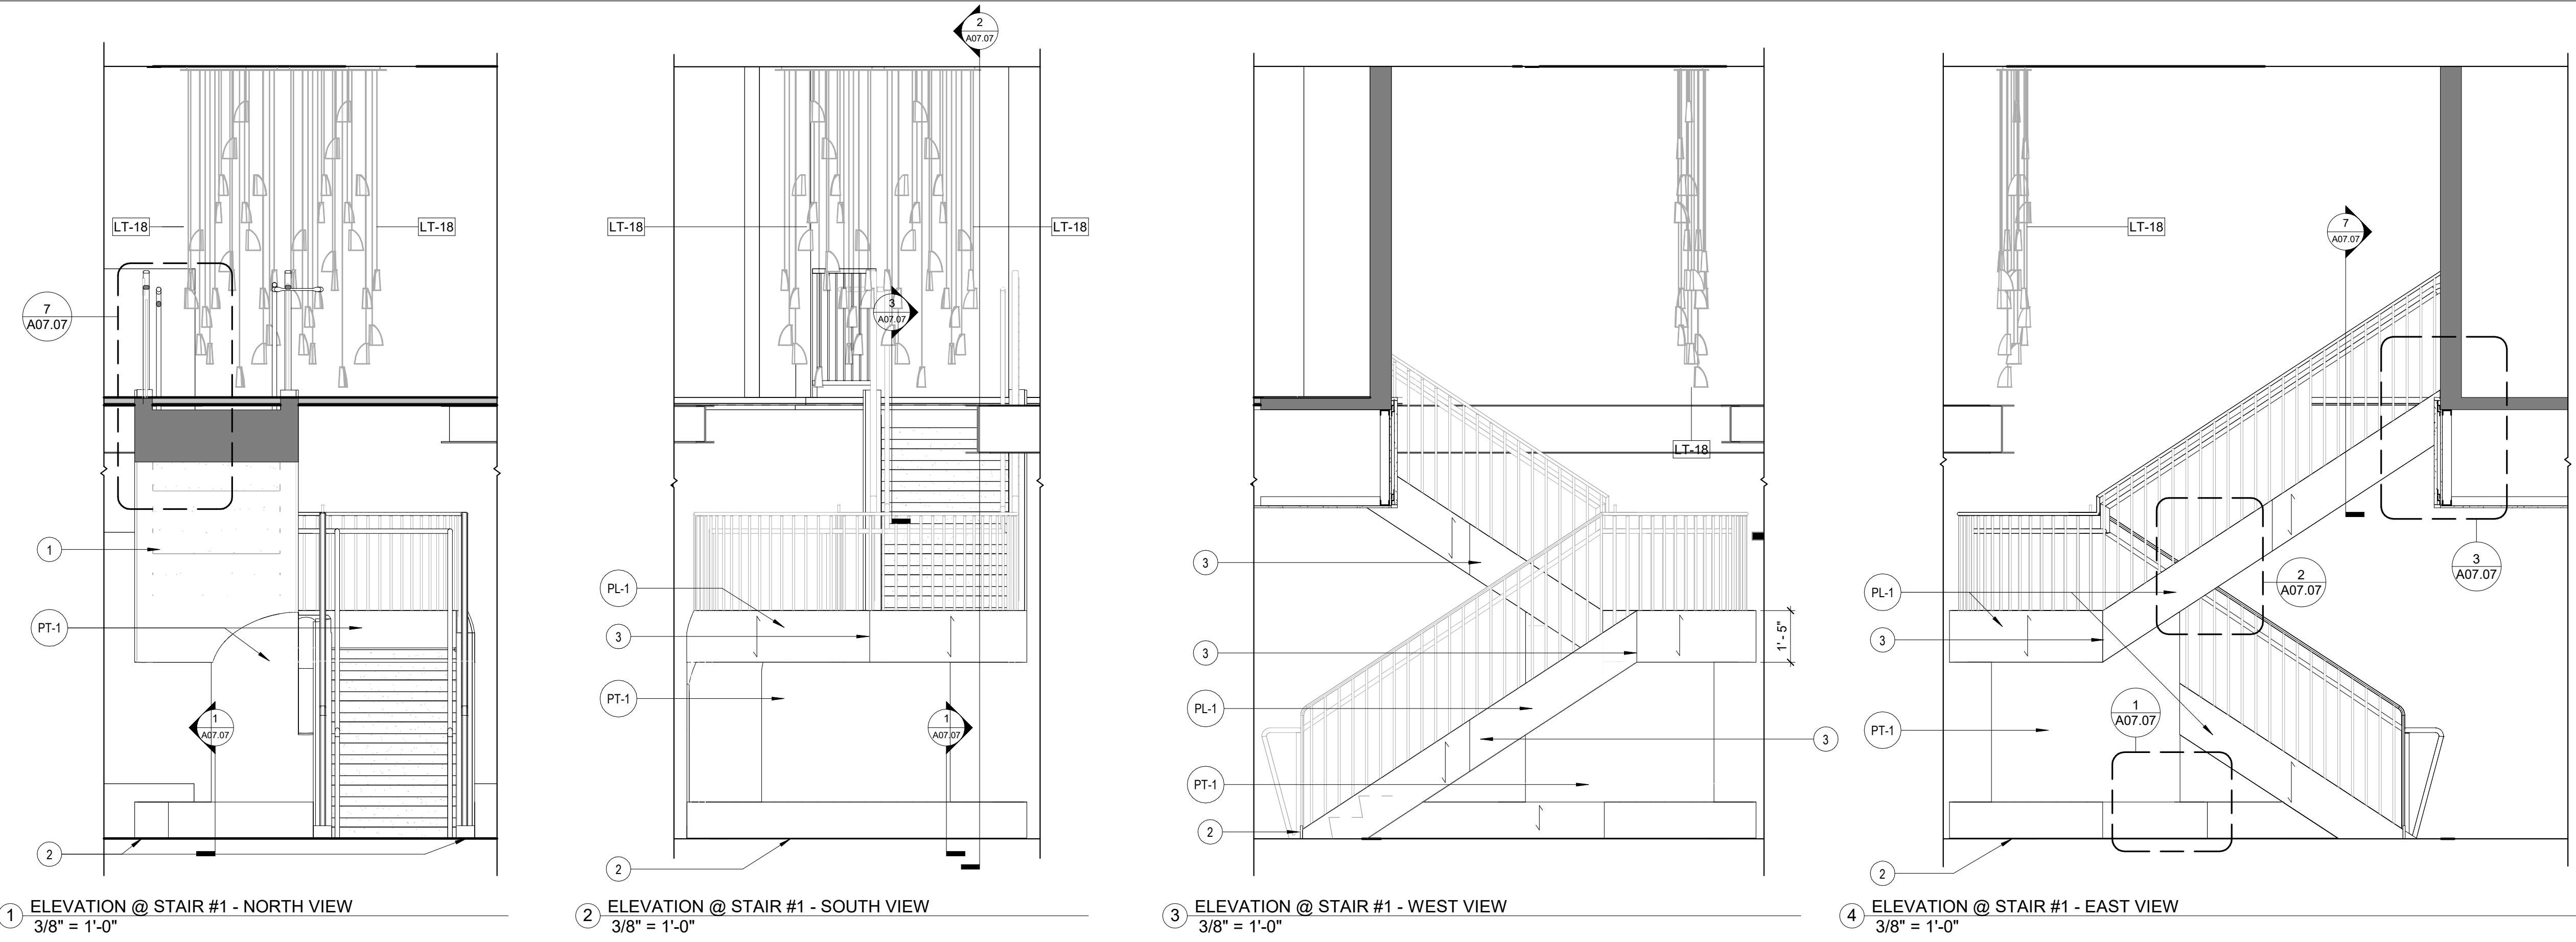 LT-18
LT-18
7
A07.07
1
PT-1
1
A07.07
2
1
ELEVATION @ STAIR #1 - NORTH VIEW
3/8" = 1'-0"
2
A07.07
LT-18
LT-18
3
A07.07
PL-1
3
PT-1
1
A07.07
2
2
ELEVATION @ STAIR #1 - SOUTH VIEW
3/8" = 1'-0"
LT-18
3
3
1' - 5"
PL-1
3
PT-1
2
3
ELEVATION @ STAIR #1 - WEST VIEW
3/8" = 1'-0"
LT-18
7
A07.07
3
A07.07
2
A07.07
PL-1
3
1
A07.07
PT-1
2
4
ELEVATION @ STAIR #1 - EAST VIEW
3/8" = 1'-0"